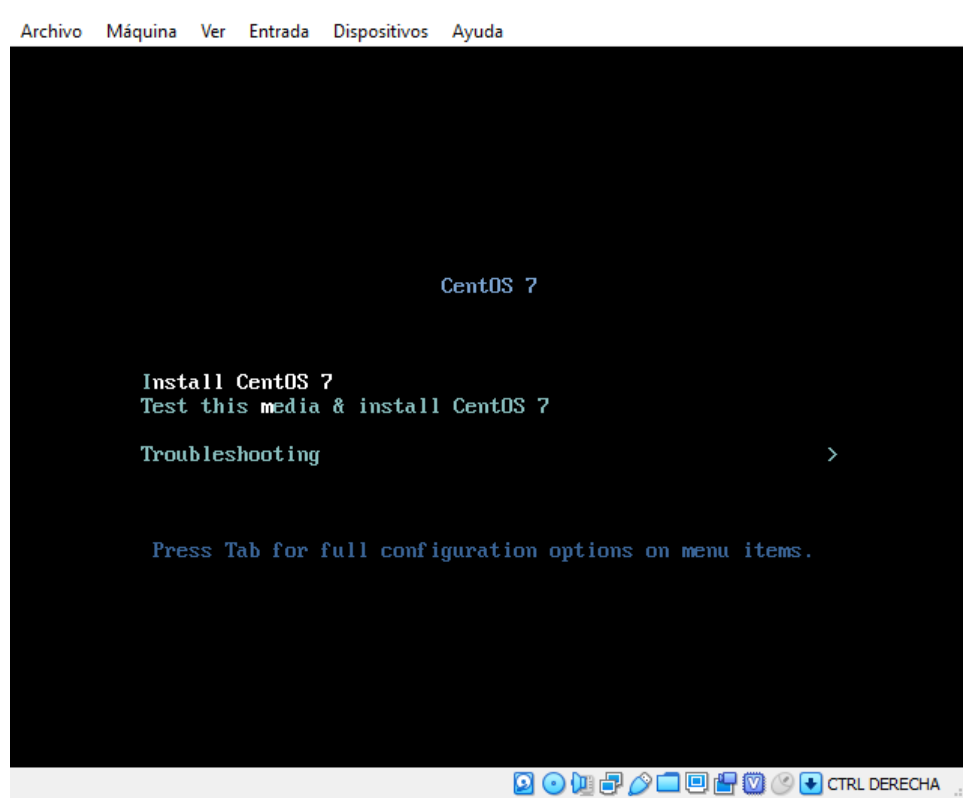 Archivo Máquina Ver Entrada Dispositivos Ayuda
CentOS 7
Install CentOS 7
Test this media & install CentOS 7
Troubleshooting >
Press Tab for full configuration options on menu items.
CTRL DERECHA